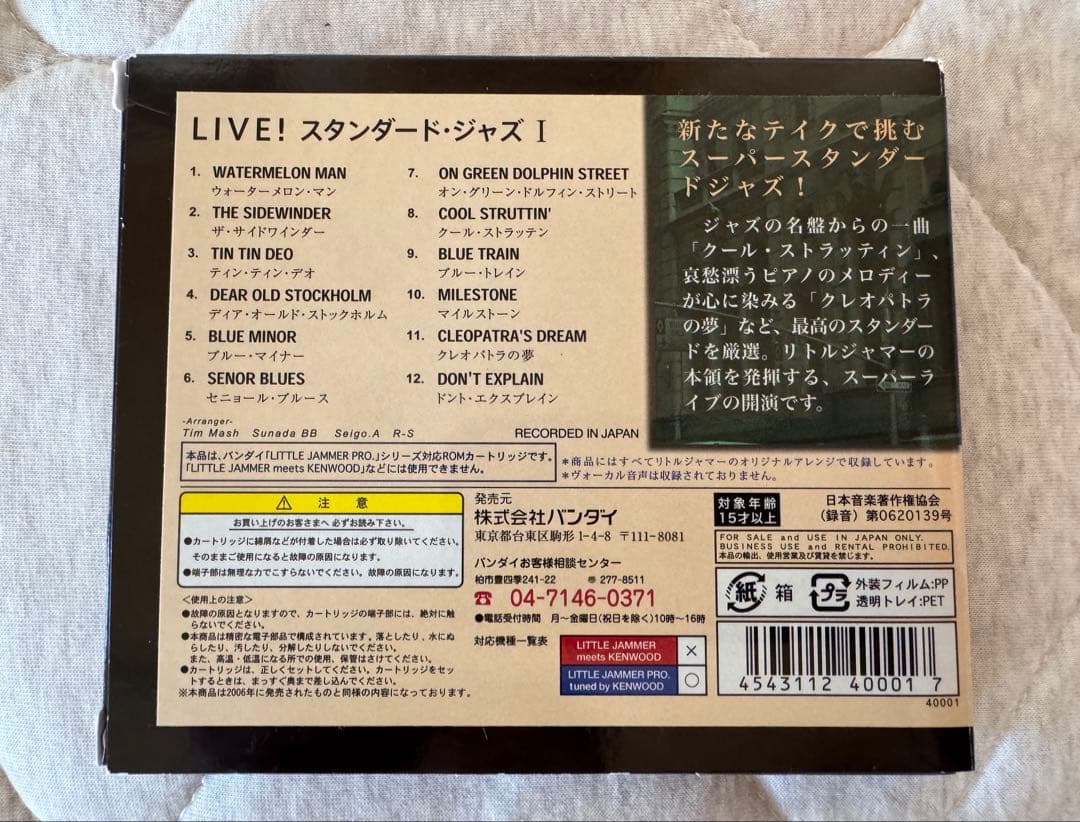 LIVE! スタンダード・ジャズ I
1. WATERMELON MAN
ウォーターメロン・マン
2. THE SIDEWINDER
ザ・サイドワインダー
3. TIN TIN DEO
ティン・ティン・デオ
4. DEAR OLD STOCKHOLM
ディア・オールド・ストックホルム
5. BLUE MINOR
ブルー・マイナー
6. SENOR BLUES
セニョール・ブルース
7. ON GREEN DOLPHIN STREET
オン・グリーン・ドルフィン・ストリート
8. COOL STRUTTIN'
クール・ストラッテン
9. BLUE TRAIN
ブルー・トレイン
10. MILESTONE
マイルストーン
11. CLEOPATRA'S DREAM
クレオパトラの夢
12. DON'T EXPLAIN
ドント・エクスプレイン
-Arranger-
Tim Mash Sunada BB Seigo.A R-S
RECORDED IN JAPAN
新たなテイクで挑む
スーパースタンダー
ドジャズ！
ジャズの名盤からの一曲
「クール・ストラッティン」、
哀愁漂うピアノのメロディー
が心に染みる「クレオパトラ
の夢」など、最高のスタンダー
ドを厳選。リトルジャマーの
本領を発揮する、スーパーラ
イブの開演です。
本品は、バンダイ「LITTLE JAMMER PRO.」シリーズ対応ROMカートリッジです。
「LITTLE JAMMER meets KENWOOD」などには使用できません。
＊商品にはすべてリトルジャマーのオリジナルアレンジで収録しています。
＊ヴォーカル音声は収録されておりません。
⚠ 注 意
お買い上げのお客さまへ 必ずお読み下さい。
●カートリッジに綿屑などが付着した場合は必ず取り除いてください。
そのままご使用になると故障の原因になります。
●端子部は無理な力でこすらないでください。故障の原因になります。
＜使用上の注意＞
●故障の原因となりますので、カートリッジの端子部には、絶対に触
らないでください。
●本商品は精密な電子部品で構成されています。落としたり、水にぬ
らしたり、汚したり、分解したりしないでください。
また、高温・低温になる所での使用、保管はさけてください。
●カートリッジは、正しくセットしてください。カートリッジをセッ
トするときは、まっすぐ奥まで差し込んでください。
※本商品は2006年に発売されたものと同様の内容になっております。
発売元
株式会社バンダイ
東京都台東区駒形1-4-8 〒111-8081
バンダイお客様相談センター
柏市豊四季241-22 〒277-8511
☎ 04-7146-0371
●電話受付時間 月～金曜日(祝日を除く)10時～16時
対応機種一覧表
LITTLE JAMMER
meets KENWOOD ×
LITTLE JAMMER PRO.
tuned by KENWOOD ○
対象年齢
15才以上
日本音楽著作権協会
（録音）第0620139号
FOR SALE and USE IN JAPAN ONLY.
BUSINESS USE and RENTAL PROHIBITED.
本品の輸出、使用営業及び賃貸を禁じます。
紙 箱
プラ 外装フィルム:PP
透明トレイ:PET
4543112 40001 7
40001